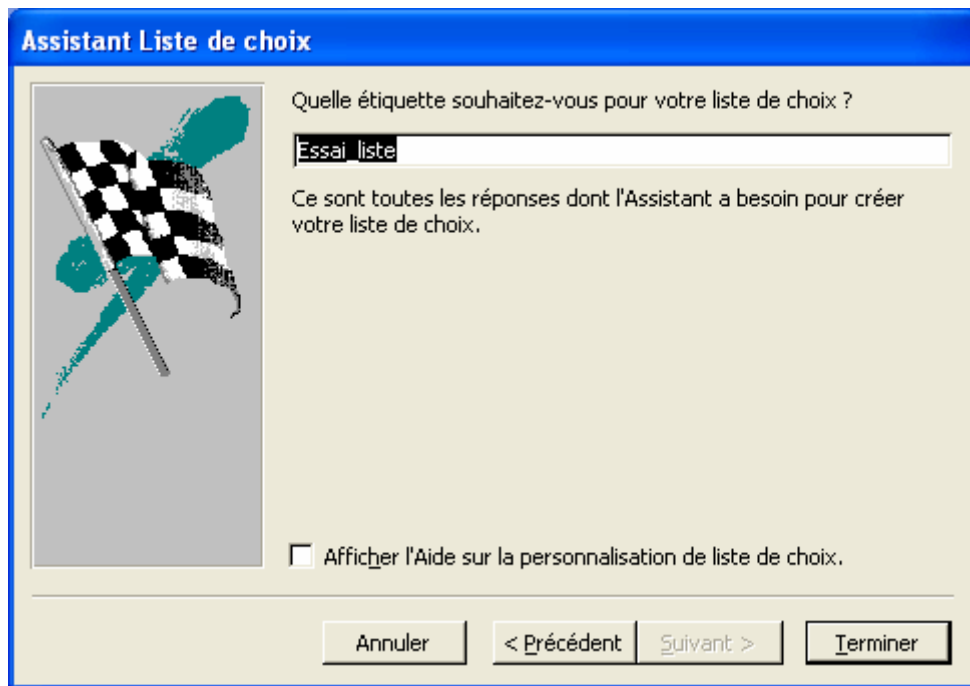 Assistant Liste de choix
Quelle étiquette souhaitez-vous pour votre liste de choix ?
Essai_liste
Ce sont toutes les réponses dont l'Assistant a besoin pour créer
votre liste de choix.
Afficher l'Aide sur la personnalisation de liste de choix.
Annuler
< Précédent
Suivant >
Terminer